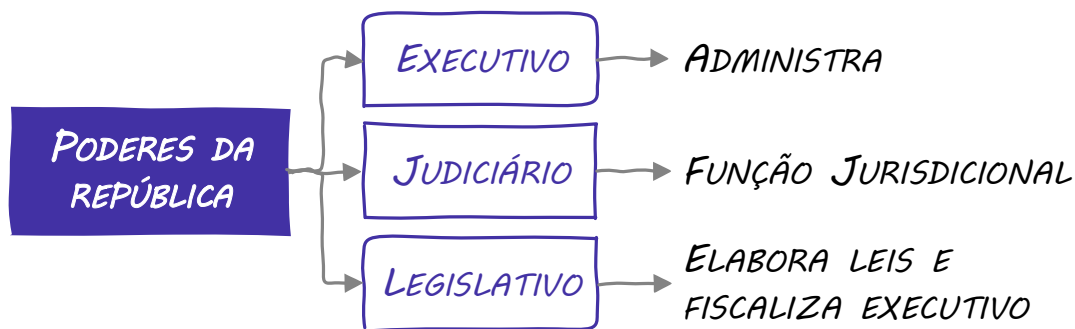 PODERES DA
REPÚBLICA
EXECUTIVO
ADMINISTRA
JUDICIÁRIO
FUNÇÃO JURISDICIONAL
LEGISLATIVO
ELABORA LEIS E
FISCALIZA EXECUTIVO